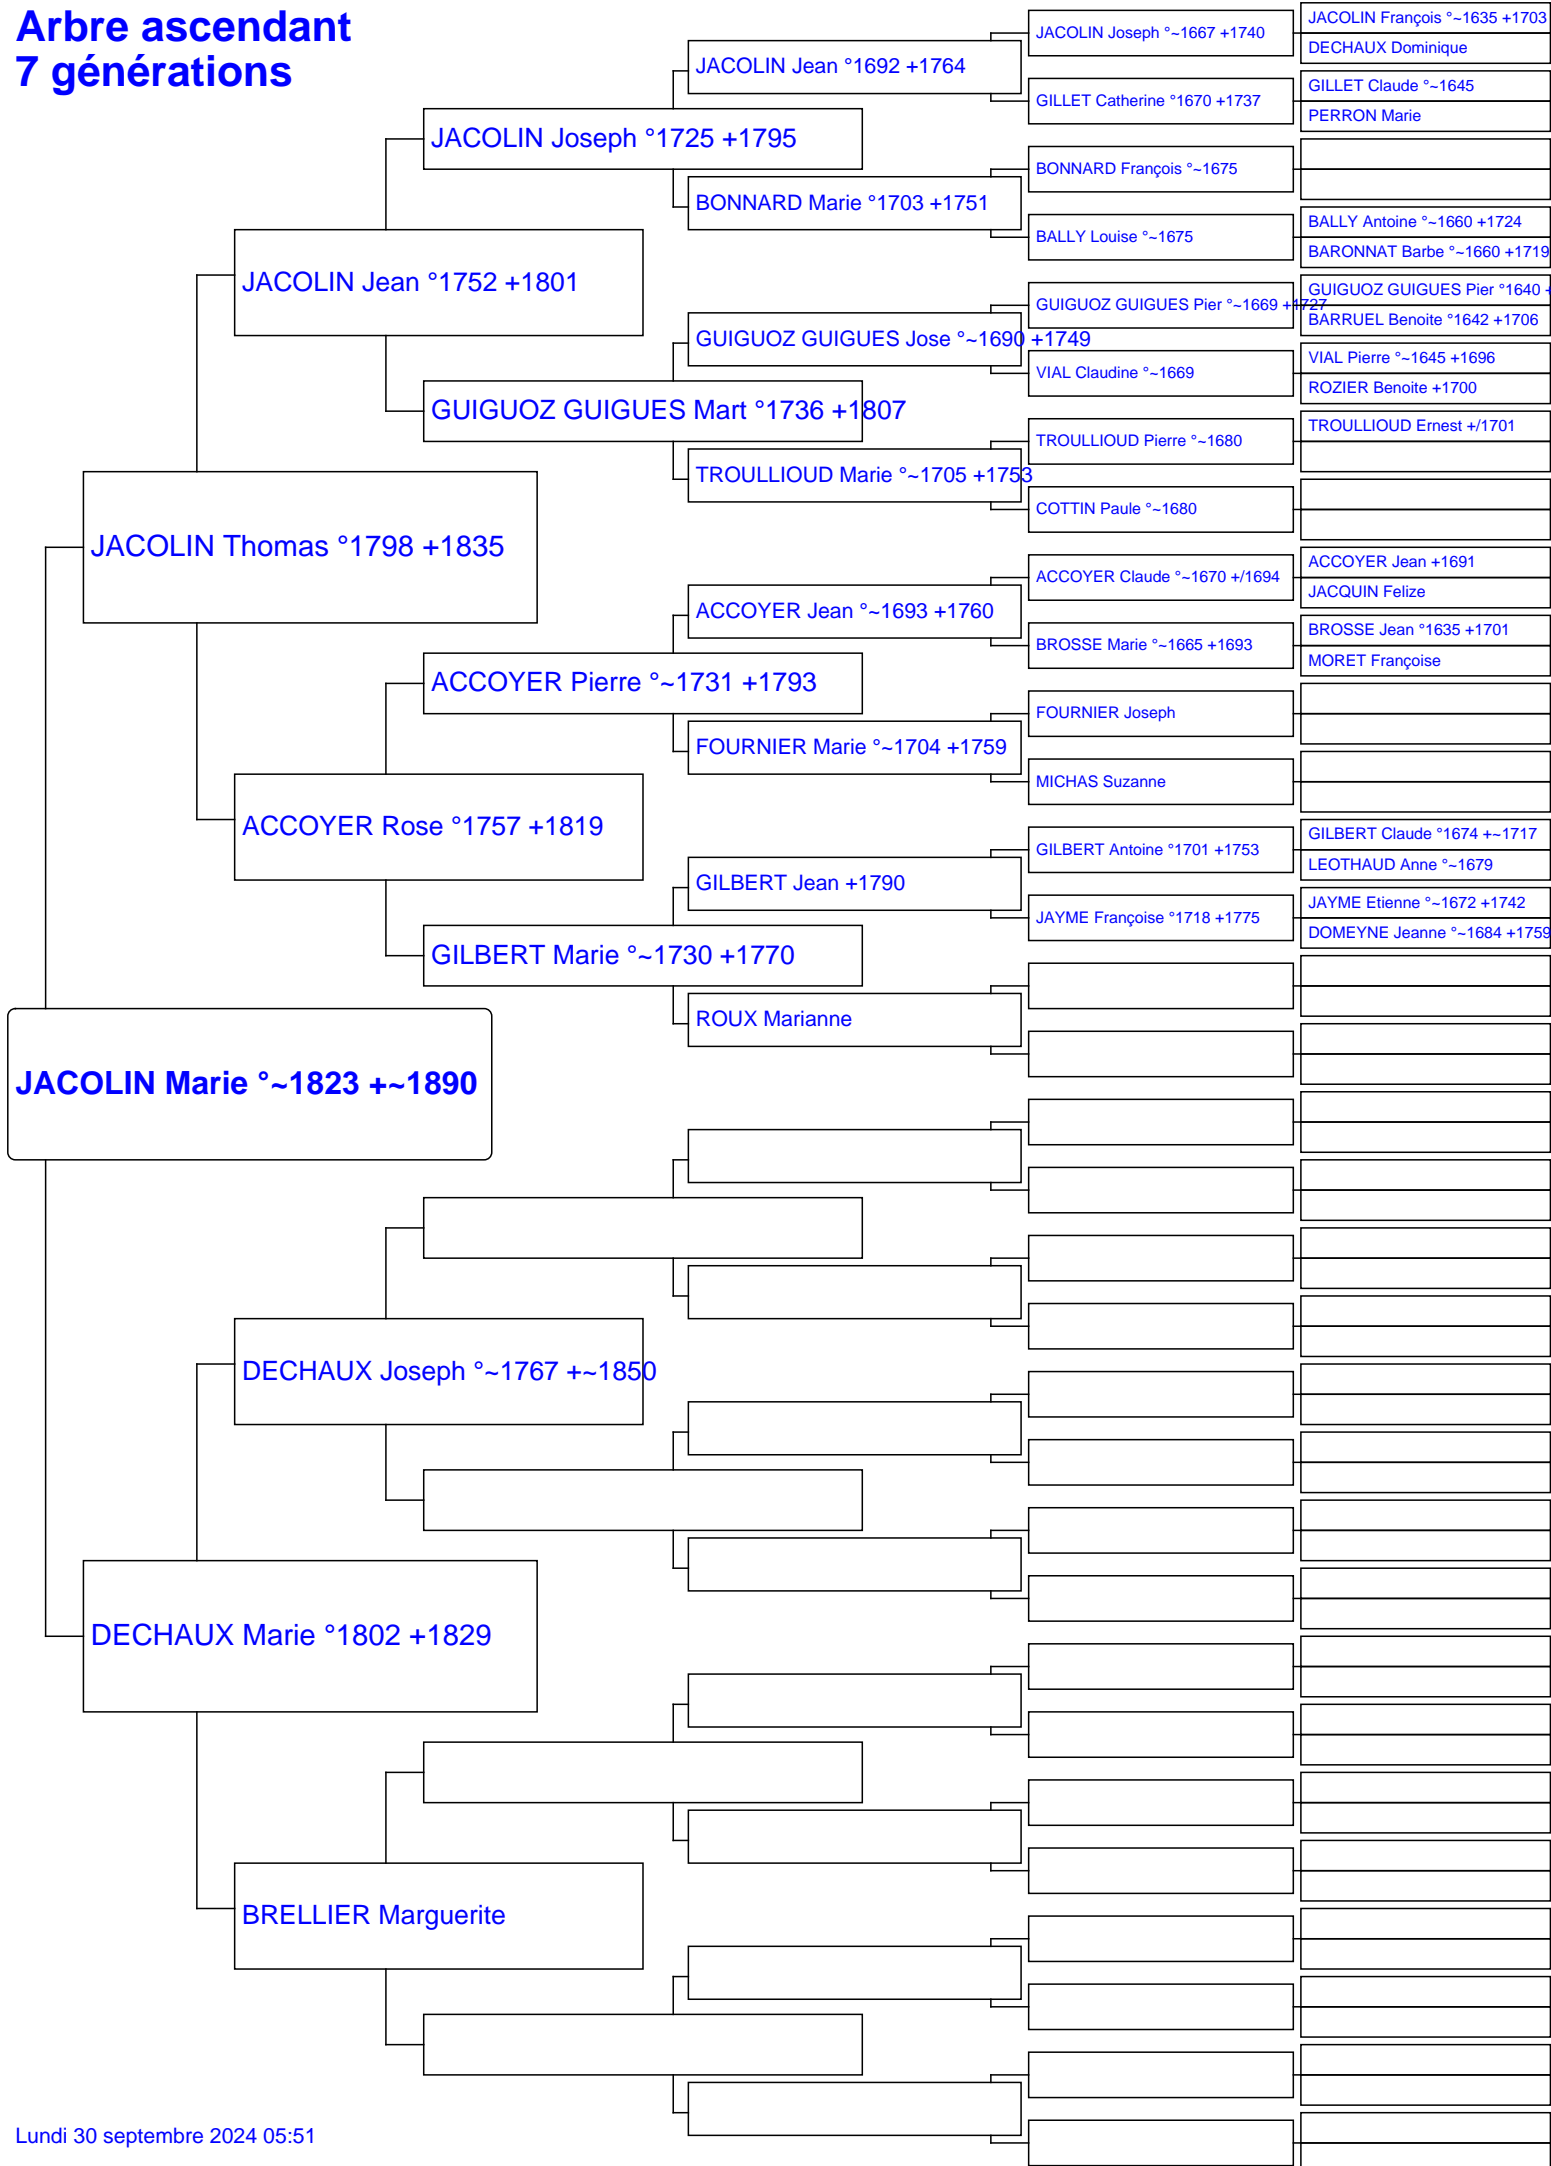 Arbre ascendant
7 générations
JACOLIN François °~1635 +1703
JACOLIN Joseph °~1667 +1740
DECHAUX Dominique
JACOLIN Jean °1692 +1764
GILLET Claude °~1645
GILLET Catherine °1670 +1737
PERRON Marie
JACOLIN Joseph °1725 +1795
BONNARD François °~1675
BONNARD Marie °1703 +1751
BALLY Antoine °~1660 +1724
BALLY Louise °~1675
BARONNAT Barbe °~1660 +1719
JACOLIN Jean °1752 +1801
GUIGUOZ GUIGUES Pier °1640 +
GUIGUOZ GUIGUES Pier °~1669 +1727
BARRUEL Benoite °1642 +1706
GUIGUOZ GUIGUES Jose °~1690 +1749
VIAL Pierre °~1645 +1696
VIAL Claudine °~1669
ROZIER Benoite +1700
GUIGUOZ GUIGUES Mart °1736 +1807
TROULLIOUD Ernest +/1701
TROULLIOUD Pierre °~1680
TROULLIOUD Marie °~1705 +1753
COTTIN Paule °~1680
JACOLIN Thomas °1798 +1835
ACCOYER Jean +1691
ACCOYER Claude °~1670 +/1694
JACQUIN Felize
ACCOYER Jean °~1693 +1760
BROSSE Jean °1635 +1701
BROSSE Marie °~1665 +1693
MORET Françoise
ACCOYER Pierre °~1731 +1793
FOURNIER Joseph
FOURNIER Marie °~1704 +1759
MICHAS Suzanne
ACCOYER Rose °1757 +1819
GILBERT Claude °1674 +~1717
GILBERT Antoine °1701 +1753
LEOTHAUD Anne °~1679
GILBERT Jean +1790
JAYME Etienne °~1672 +1742
JAYME Françoise °1718 +1775
DOMEYNE Jeanne °~1684 +1759
GILBERT Marie °~1730 +1770
ROUX Marianne
JACOLIN Marie °~1823 +~1890
DECHAUX Joseph °~1767 +~1850
DECHAUX Marie °1802 +1829
BRELLIER Marguerite
Lundi 30 septembre 2024 05:51